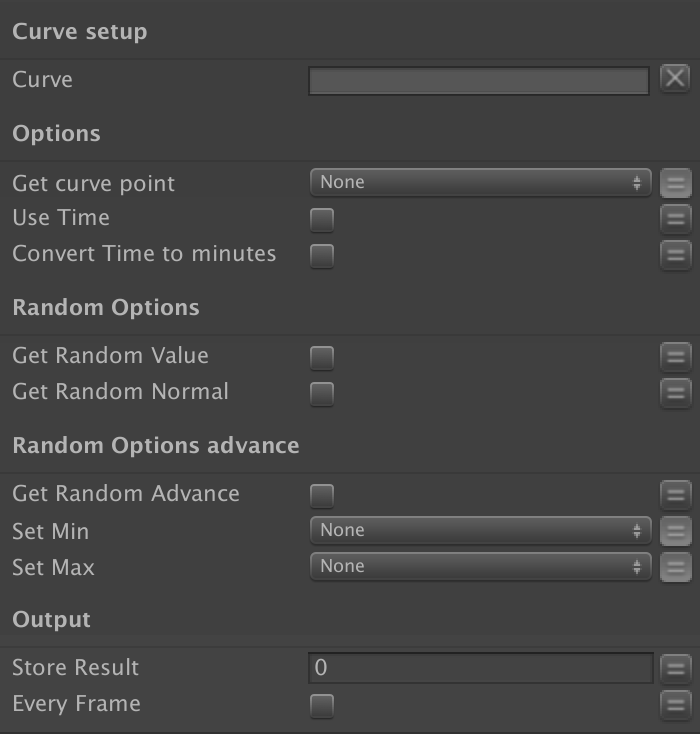 Curve setup
Curve
Options
Get curve point None
Use Time
Convert Time to minutes
Random Options
Get Random Value
Get Random Normal
Random Options advance
Get Random Advance
Set Min None
Set Max None
Output
Store Result 0
Every Frame